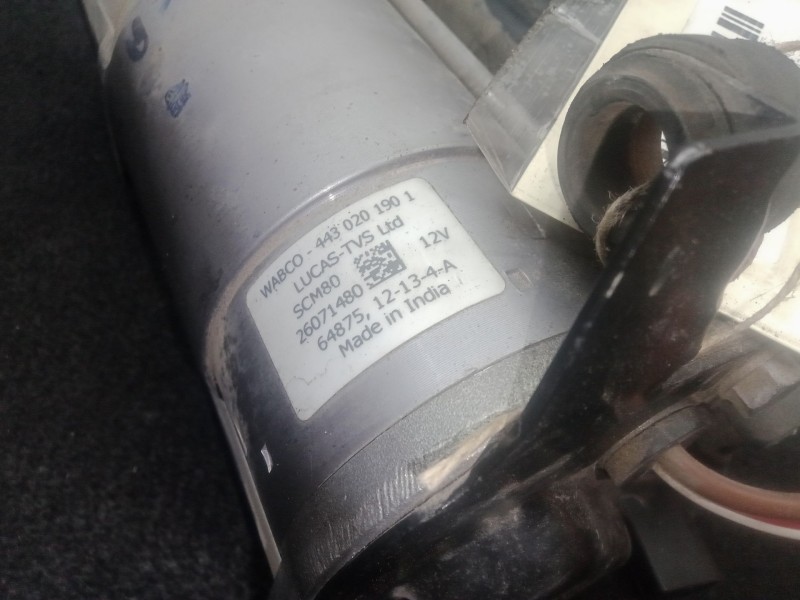 WABCO - 443 020 190 1
LUCAS-TVS Ltd
SCM80 12V
26071480
64875, 12-13-4-A
Made in India